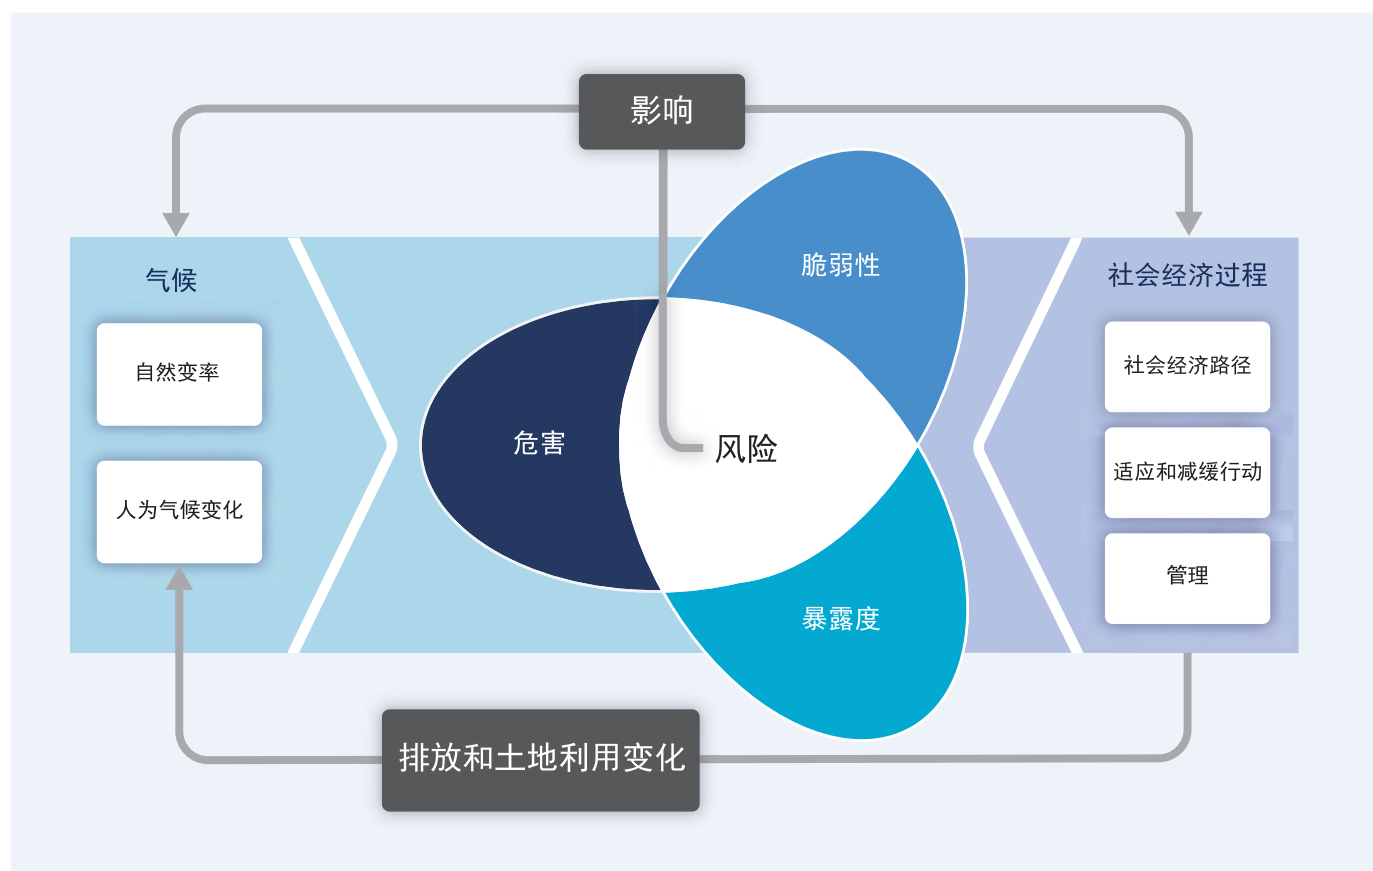 影响
脆弱性
气候
社会经济过程
自然变率
社会经济路径
危害
风险
适应和减缓行动
人为气候变化
管理
暴露度
排放和土地利用变化